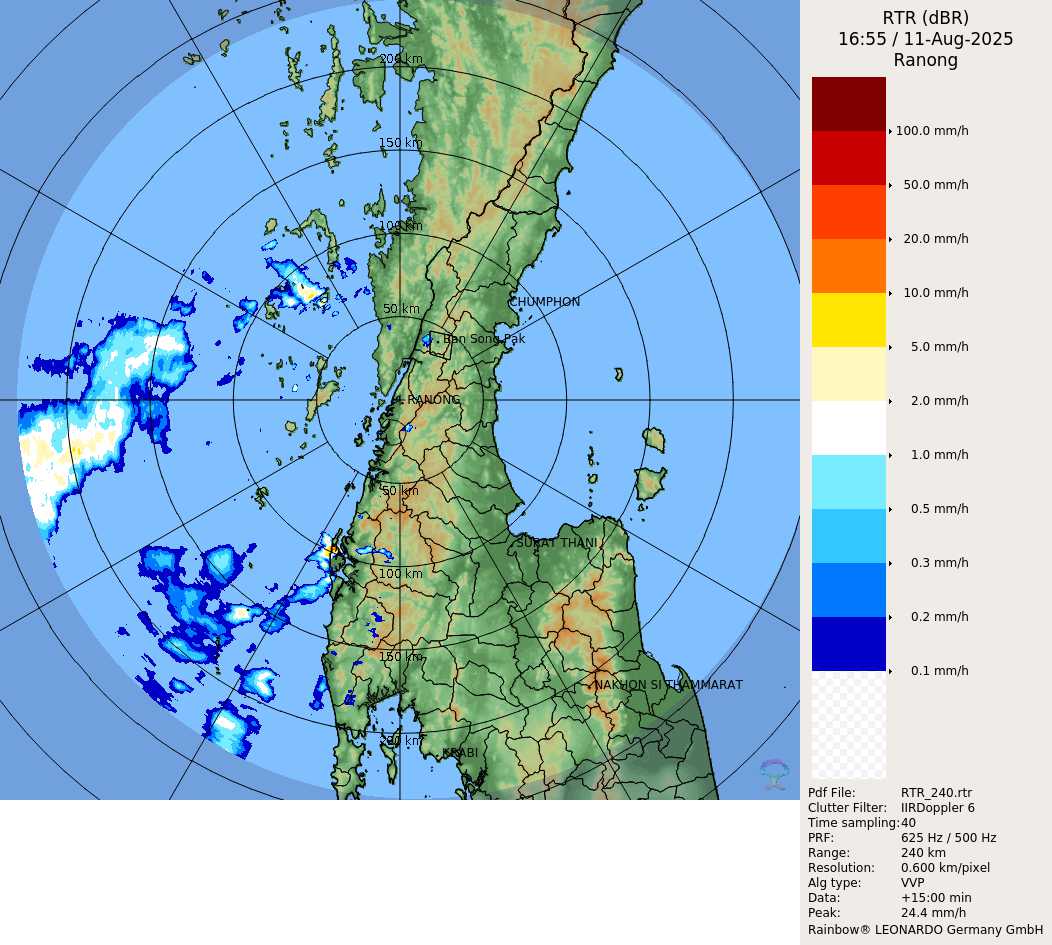 RTR (dBR)
16:55 / 11-Aug-2025
Ranong
200 km
150 km
100 km
50 km
CHUMPHON
Ban Song Pak
RANONG
50 km
SURAT THANI
100 km
150 km
NAKHON SI THAMMARAT
200 km
KRABI
100.0 mm/h
50.0 mm/h
20.0 mm/h
10.0 mm/h
5.0 mm/h
2.0 mm/h
1.0 mm/h
0.5 mm/h
0.3 mm/h
0.2 mm/h
0.1 mm/h
Pdf File: RTR_240.rtr
Clutter Filter: IIRDoppler 6
Time sampling:40
PRF: 625 Hz / 500 Hz
Range: 240 km
Resolution: 0.600 km/pixel
Alg type: VVP
Data: +15:00 min
Peak: 24.4 mm/h
Rainbow® LEONARDO Germany GmbH